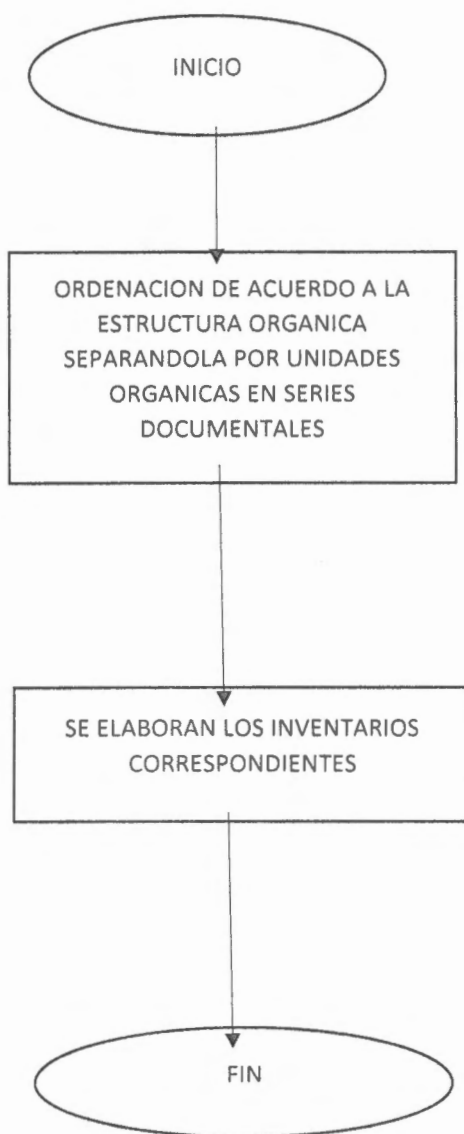 INICIO
ORDENACION DE ACUERDO A LA
ESTRUCTURA ORGANICA
SEPARANDOLA POR UNIDADES
ORGANICAS EN SERIES
DOCUMENTALES
SE ELABORAN LOS INVENTARIOS
CORRESPONDIENTES
FIN